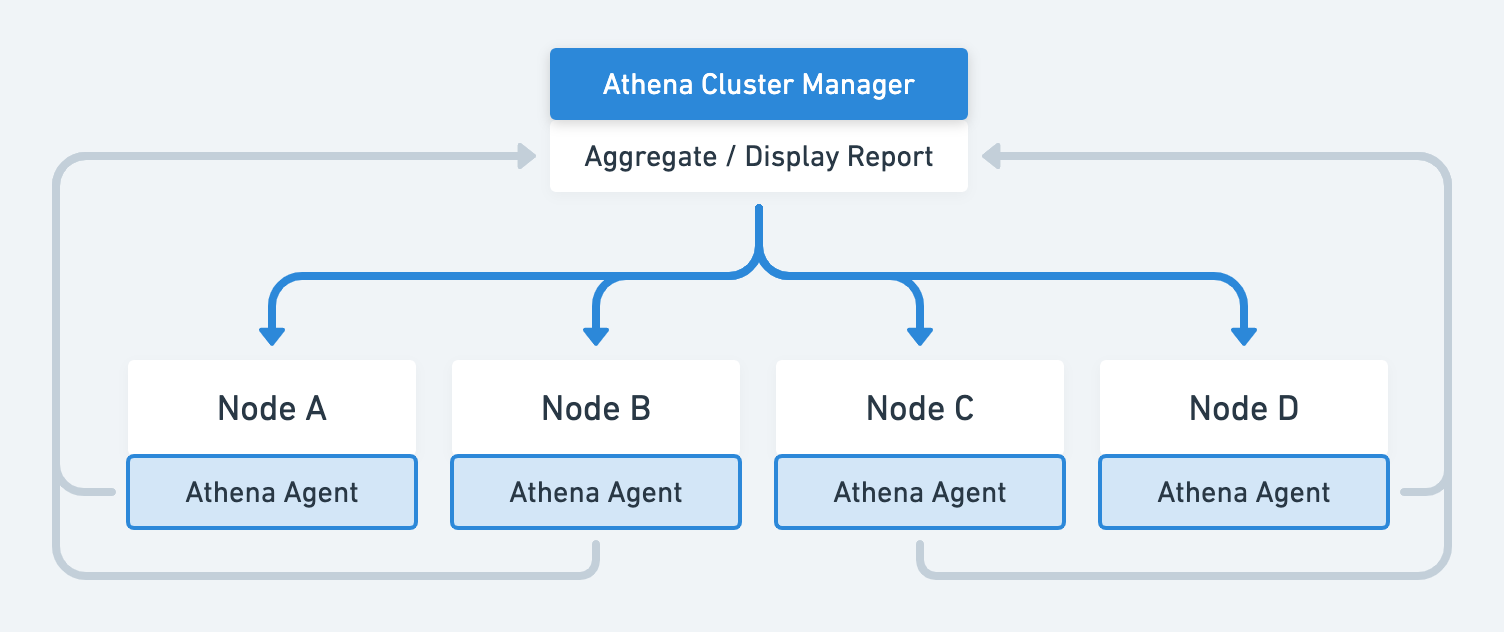 Athena Cluster Manager
Aggregate / Display Report
Node A
Node B
Node C
Node D
Athena Agent
Athena Agent
Athena Agent
Athena Agent